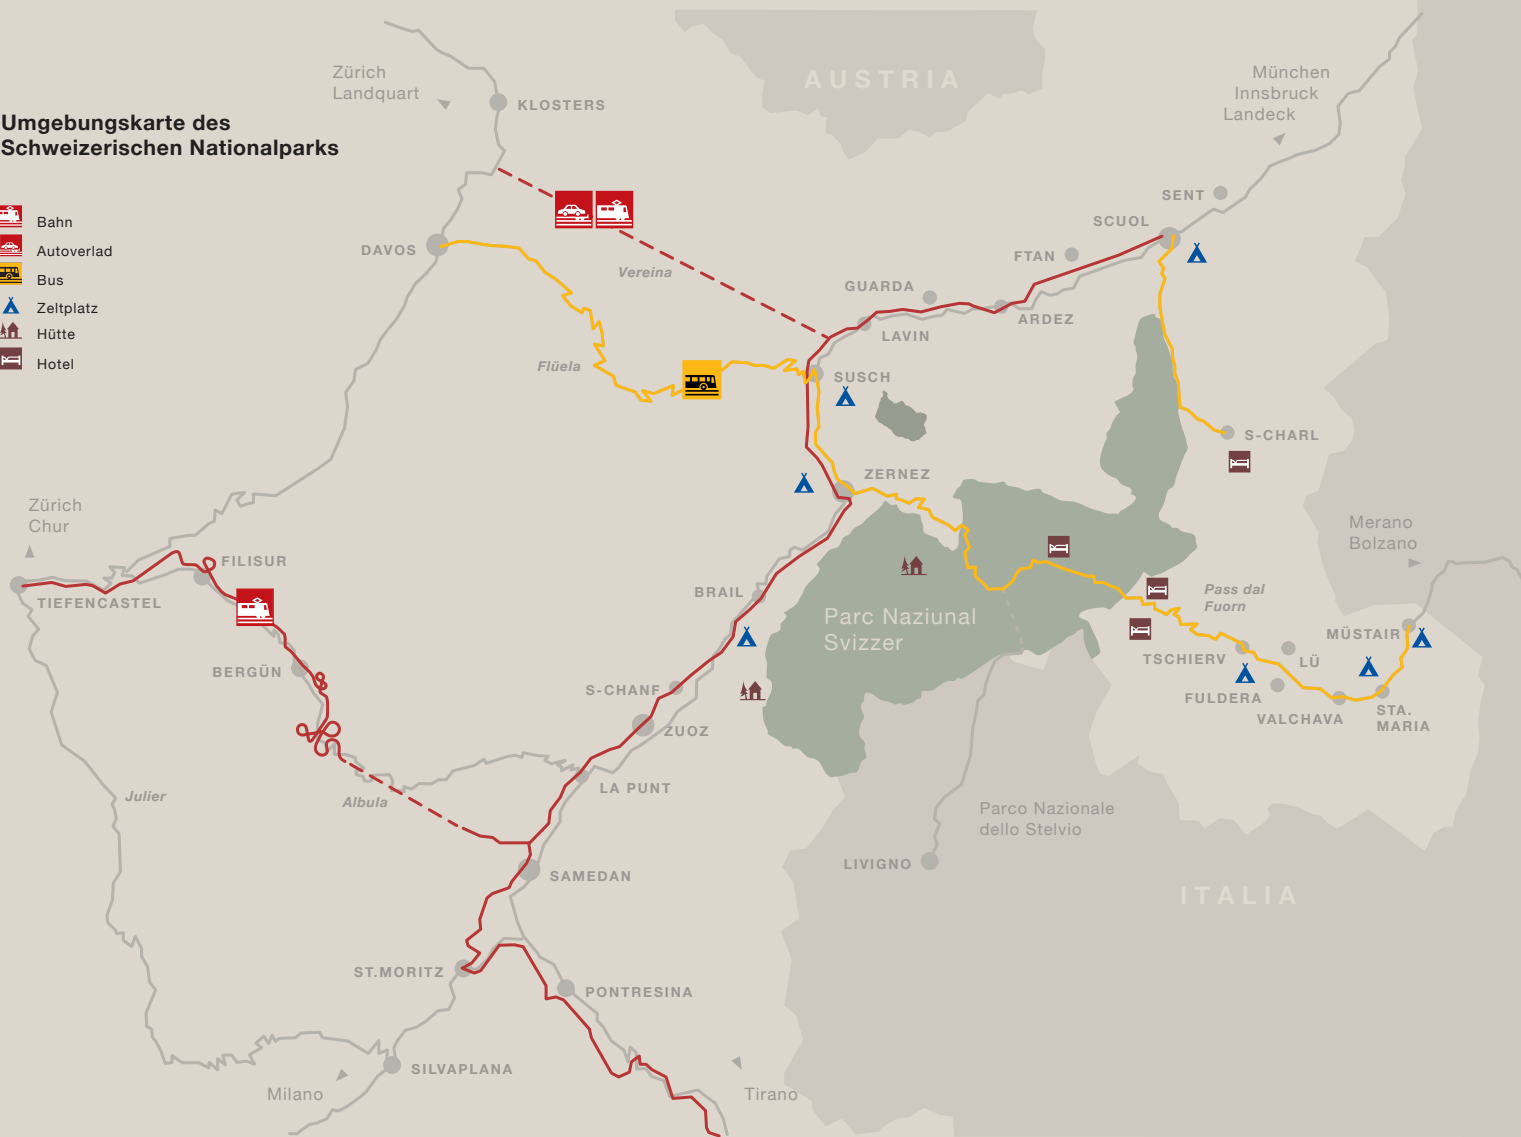 AUSTRIA
Zürich
Landquart
München
Innsbruck
Landeck
KLOSTERS
Umgebungskarte des
Schweizerischen Nationalparks
Bahn
Autoverlad
Bus
Zeltplatz
Hütte
Hotel
SENT
SCUOL
DAVOS
FTAN
Vereina
GUARDA
ARDEZ
LAVIN
Flüela
SUSCH
S-CHARL
ZERNEZ
Zürich
Chur
Merano
Bolzano
FILISUR
TIEFENCASTEL
BRAIL
Pass dal
Fuorn
Parc Naziunal
Svizzer
MÜSTAIR
TSCHIERV
LÜ
BERGÜN
S-CHANF
FULDERA
VALCHAVA
STA.
MARIA
ZUOZ
LA PUNT
Julier
Albula
Parco Nazionale
dello Stelvio
LIVIGNO
SAMEDAN
ITALIA
ST.MORITZ
PONTRESINA
SILVAPLANA
Milano
Tirano